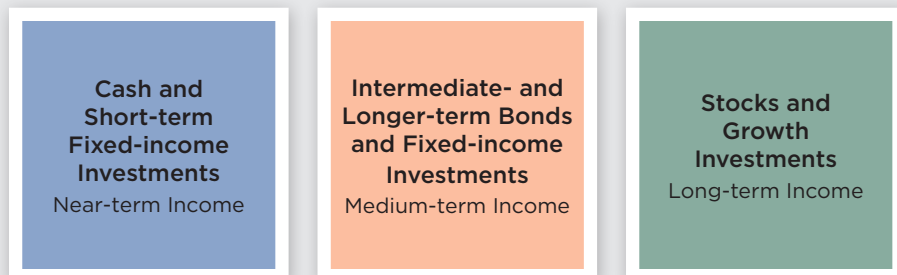 Cash and
Short-term
Fixed-income
Investments
Near-term Income
Intermediate- and
Longer-term Bonds
and Fixed-income
Investments
Medium-term Income
Stocks and
Growth
Investments
Long-term Income